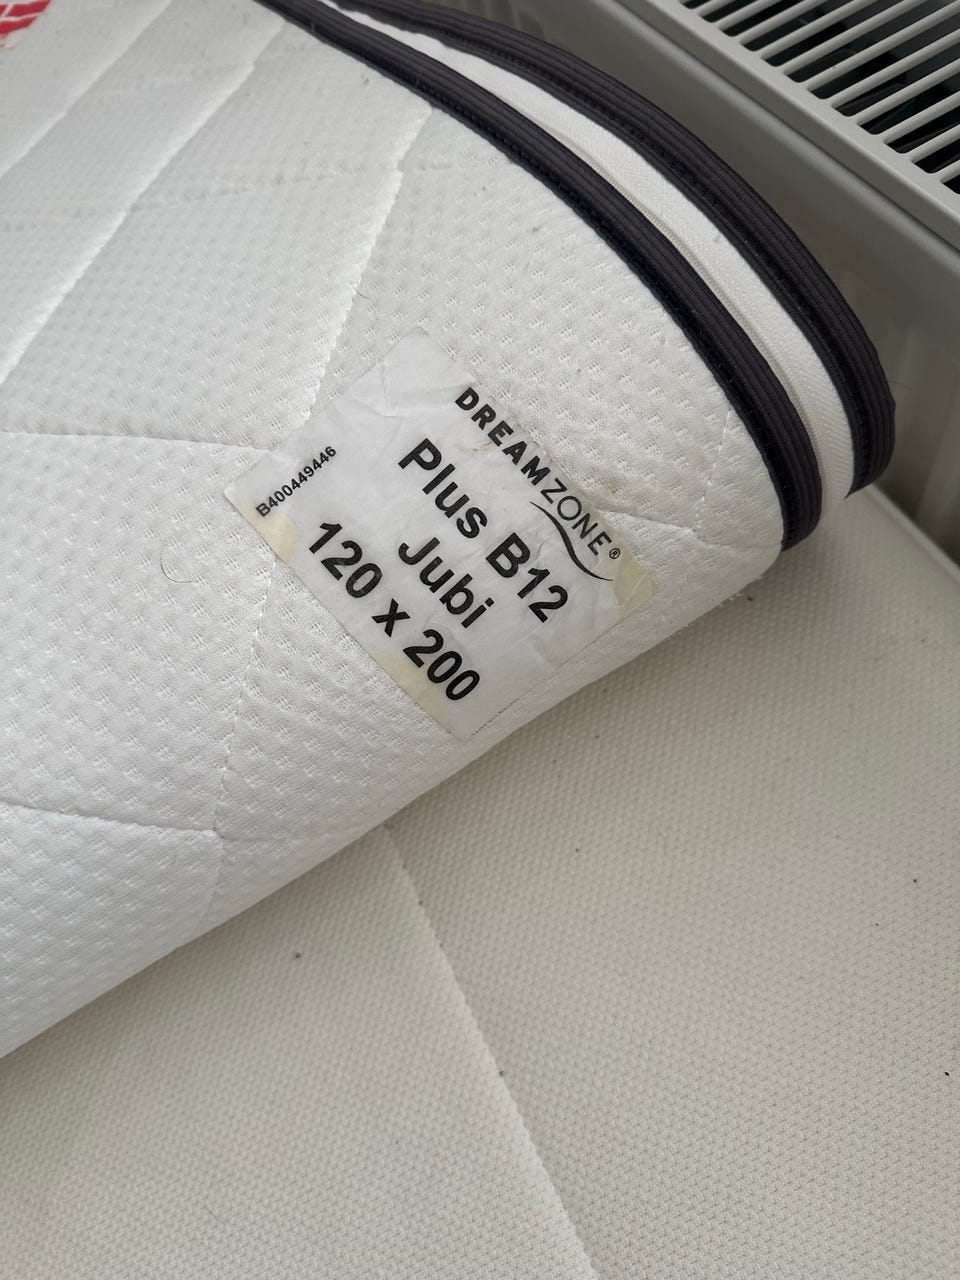 DREAMZONE®
Plus B12
Jubi
120 x 200
B400449446